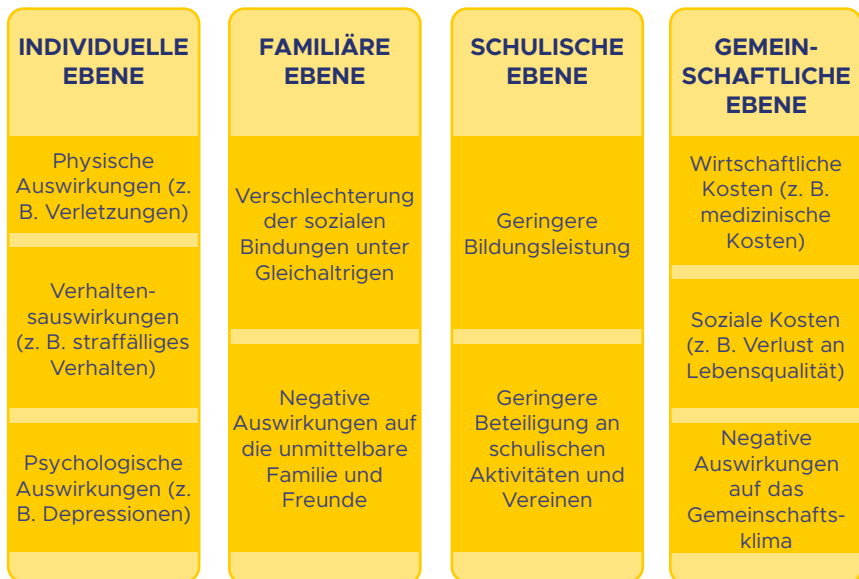 INDIVIDUELLE
EBENE
Physische
Auswirkungen (z.
B. Verletzungen)
Verhalten-
sauswirkungen
(z. B. straffälliges
Verhalten)
Psychologische
Auswirkungen (z.
B. Depressionen)
FAMILIÄRE
EBENE
Verschlechterung
der sozialen
Bindungen unter
Gleichaltrigen
Negative
Auswirkungen auf
die unmittelbare
Familie und
Freunde
SCHULISCHE
EBENE
Geringere
Bildungsleistung
Geringere
Beteiligung an
schulischen
Aktivitäten und
Vereinen
GEMEIN-
SCHAFTLICHE
EBENE
Wirtschaftliche
Kosten (z. B.
medizinische
Kosten)
Soziale Kosten
(z. B. Verlust an
Lebensqualität)
Negative
Auswirkungen
auf das
Gemeinschafts-
klima